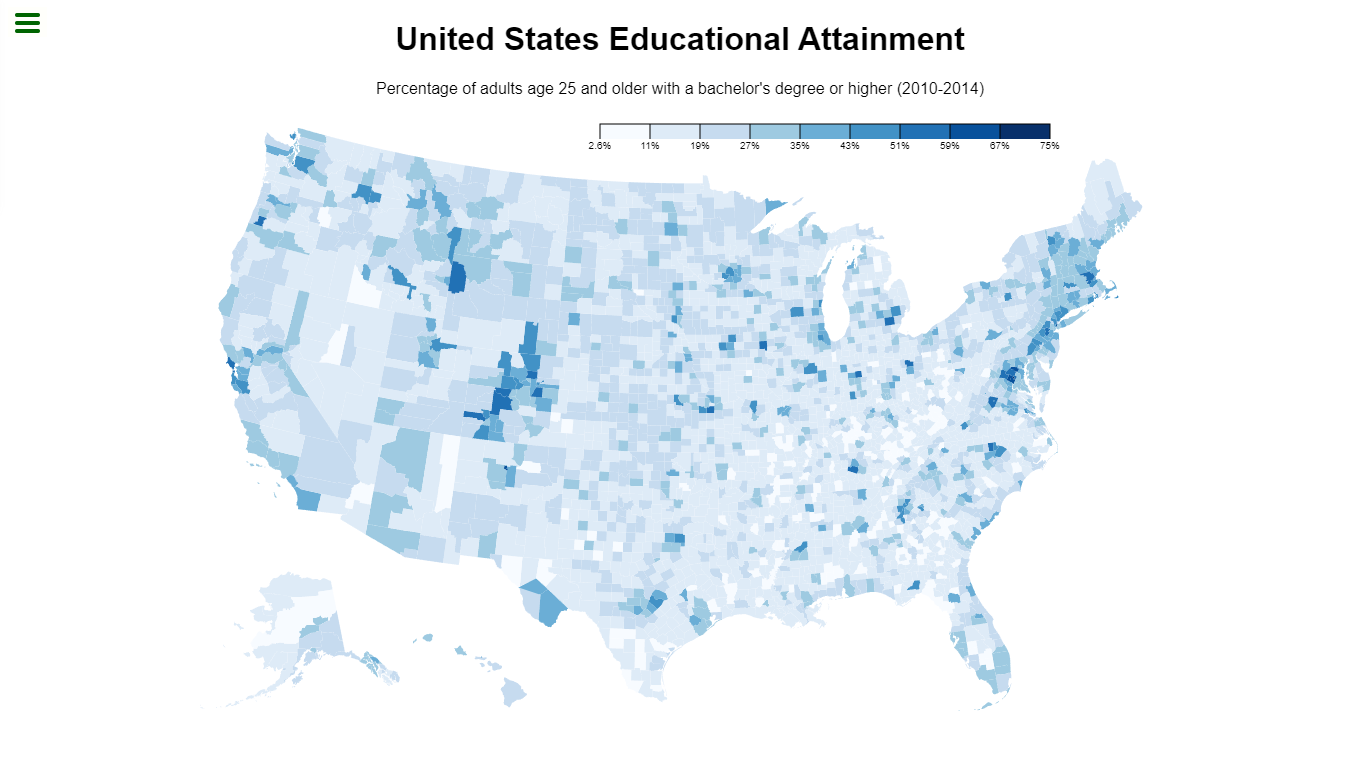 United States Educational Attainment
Percentage of adults age 25 and older with a bachelor's degree or higher (2010-2014)
2.6% 11% 19% 27% 35% 43% 51% 59% 67% 75%